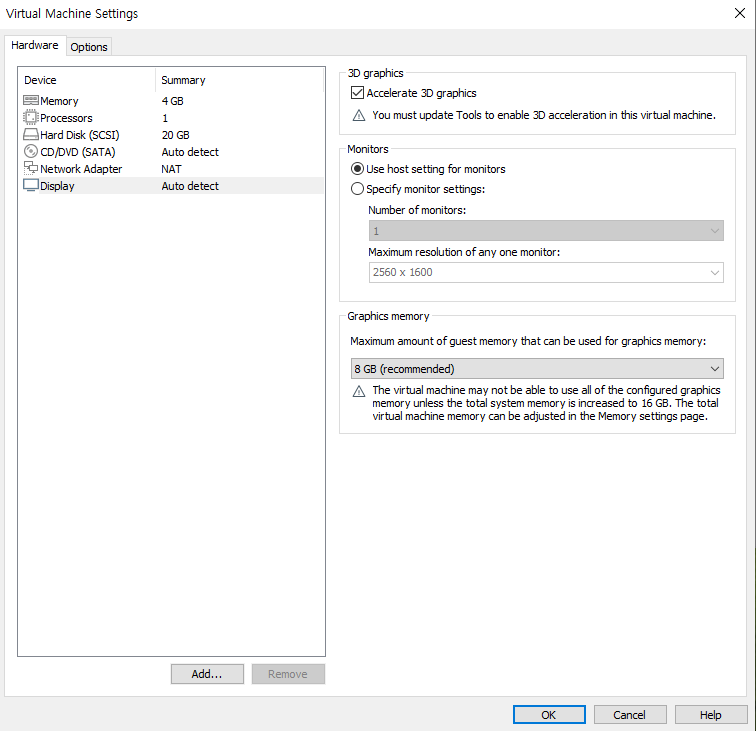 Virtual Machine Settings
Hardware Options
Device Summary
Memory 4 GB
Processors 1
Hard Disk (SCSI) 20 GB
CD/DVD (SATA) Auto detect
Network Adapter NAT
Display Auto detect
Add... Remove
3D graphics
Accelerate 3D graphics
You must update Tools to enable 3D acceleration in this virtual machine.
Monitors
Use host setting for monitors
Specify monitor settings:
Number of monitors:
1
Maximum resolution of any one monitor:
2560 x 1600
Graphics memory
Maximum amount of guest memory that can be used for graphics memory:
8 GB (recommended)
The virtual machine may not be able to use all of the configured graphics
memory unless the total system memory is increased to 16 GB. The total
virtual machine memory can be adjusted in the Memory settings page.
OK Cancel Help